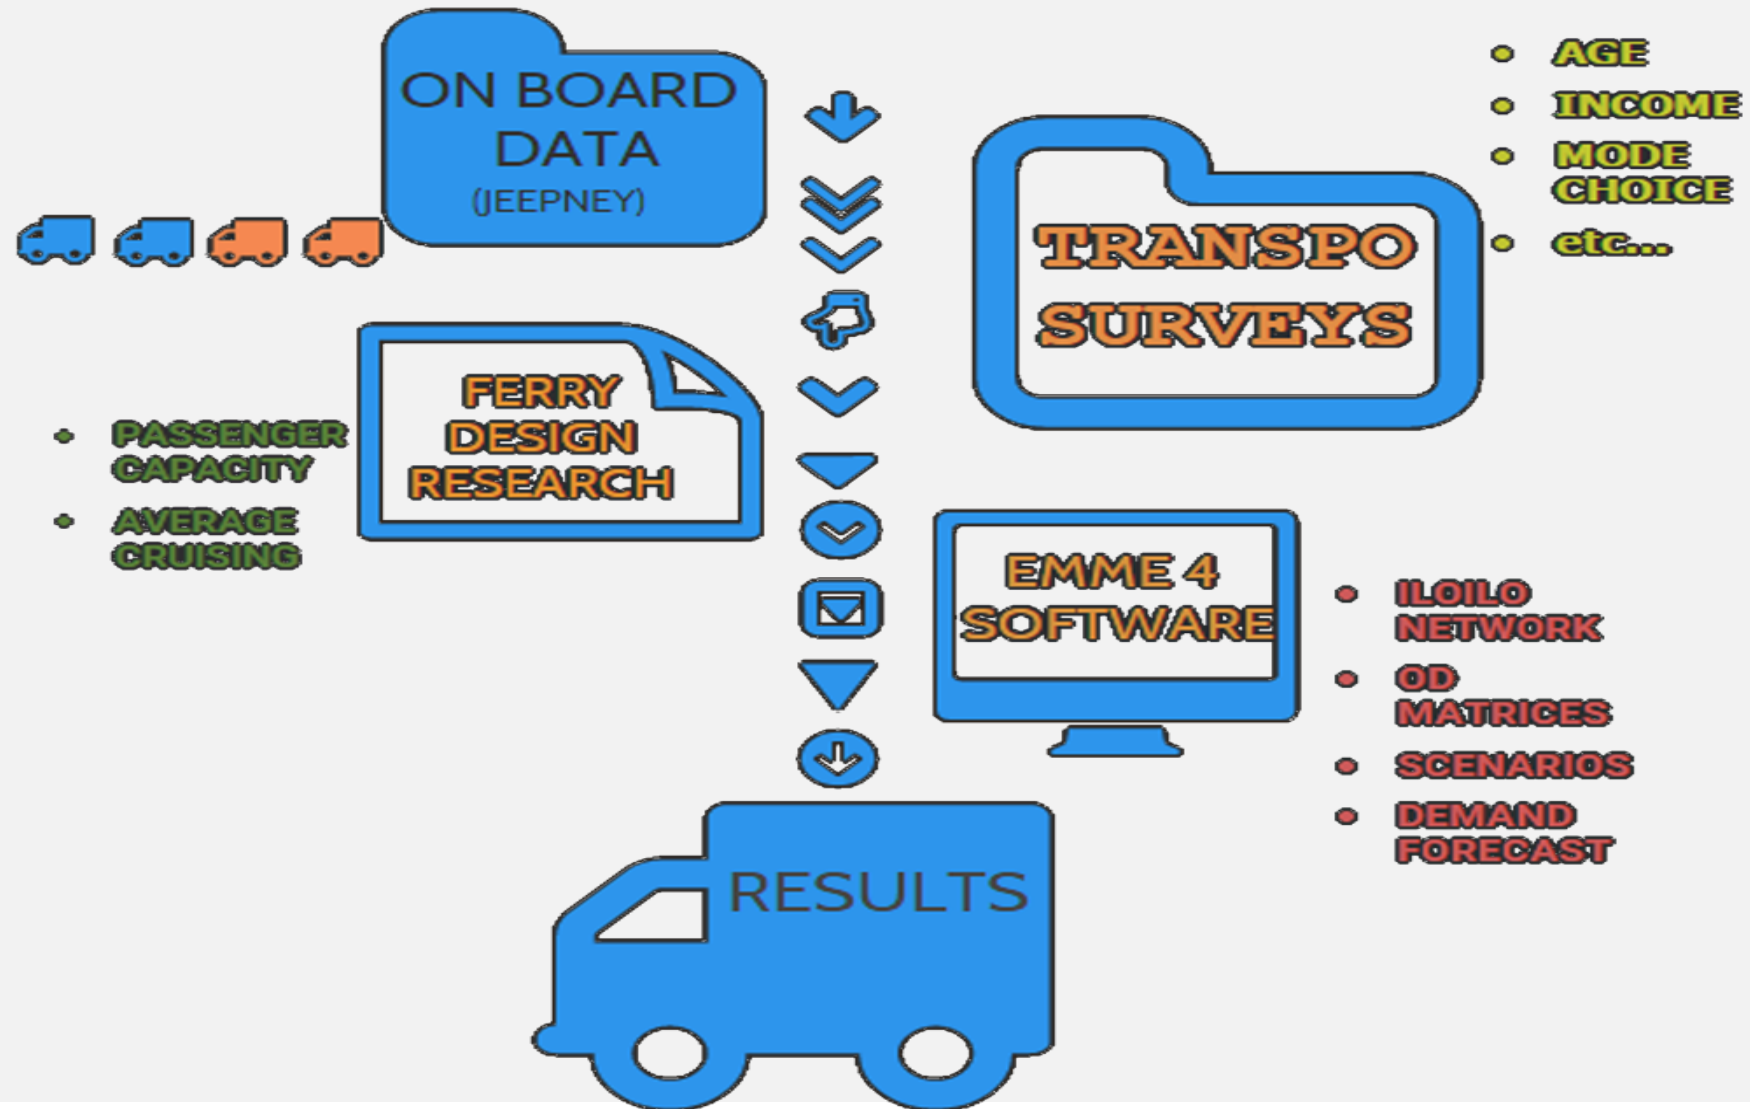 ON BOARD
DATA
(JEEPNEY)
• AGE
• INCOME
• MODE
CHOICE
• etc...
TRANSPO
SURVEYS
FERRY
DESIGN
RESEARCH
• PASSENGER
CAPACITY
• AVERAGE
CRUISING
EMME 4
SOFTWARE
• ILOILO
NETWORK
• OD
MATRICES
• SCENARIOS
• DEMAND
FORECAST
RESULTS